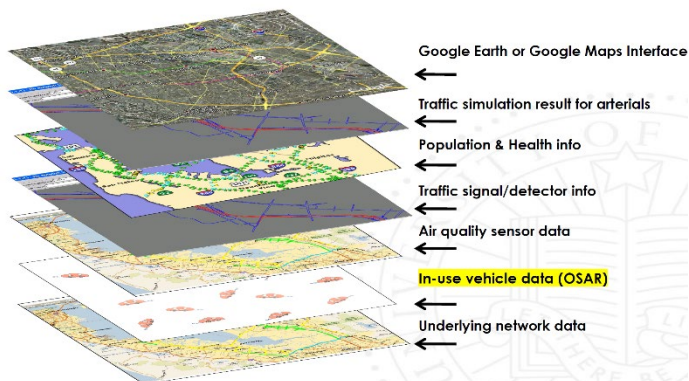 Google Earth or Google Maps Interface
Traffic simulation result for arterials
Population & Health info
Traffic signal/detector info
Air quality sensor data
In-use vehicle data (OSAR)
Underlying network data